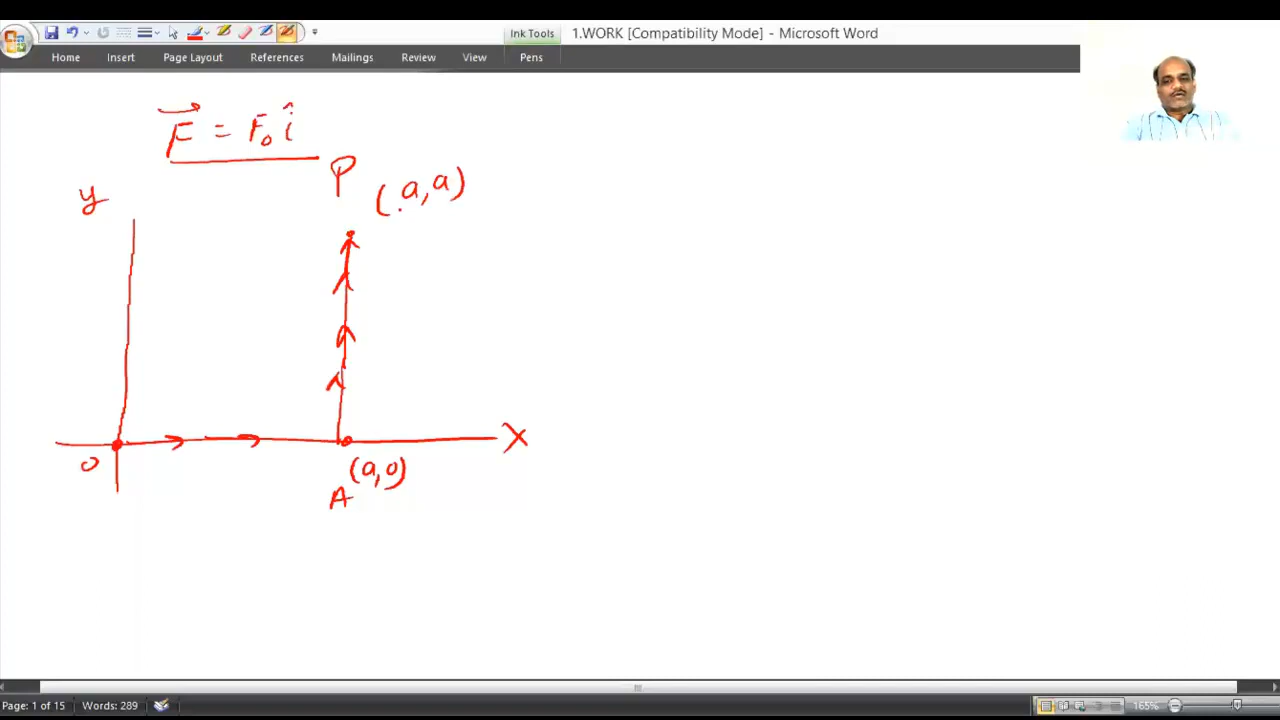 Ink Tools
1.WORK [Compatibility Mode] - Microsoft Word
Home Insert Page Layout References Mailings Review View Pens
F⃗ = F₀ î
P
(a,a)
y
X
O
(a,0)
A
Page: 1 of 15 Words: 289 165%